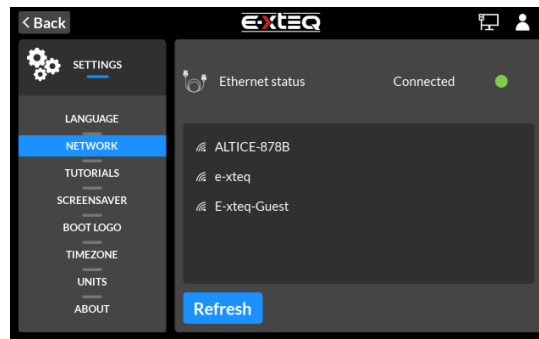 < Back
E-XTEQ
SETTINGS
Ethernet status Connected
LANGUAGE
NETWORK
TUTORIALS
SCREENSAVER
BOOT LOGO
TIMEZONE
UNITS
ABOUT
ALTICE-878B
e-xteq
E-xteq-Guest
Refresh